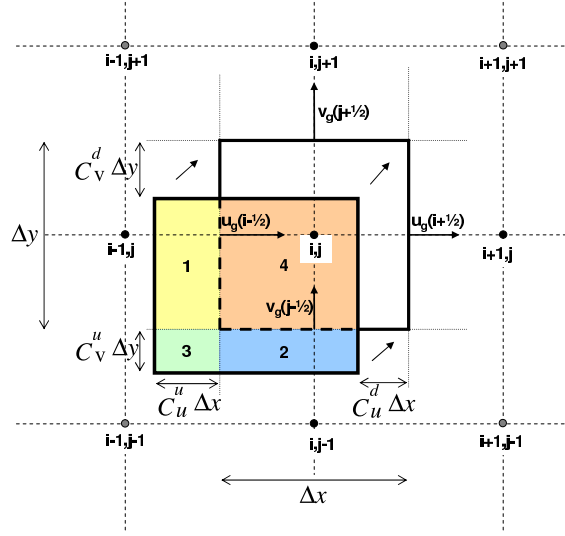 i-1,j+1
i,j+1
i+1,j+1
v_g(j+½)
C_v^d Δy
Δy
u_g(i-½)
u_g(i+½)
i-1,j
i,j
i+1,j
1
4
v_g(j-½)
C_v^u Δy
3
2
C_u^u Δx
C_u^d Δx
i-1,j-1
i,j-1
i+1,j-1
Δx